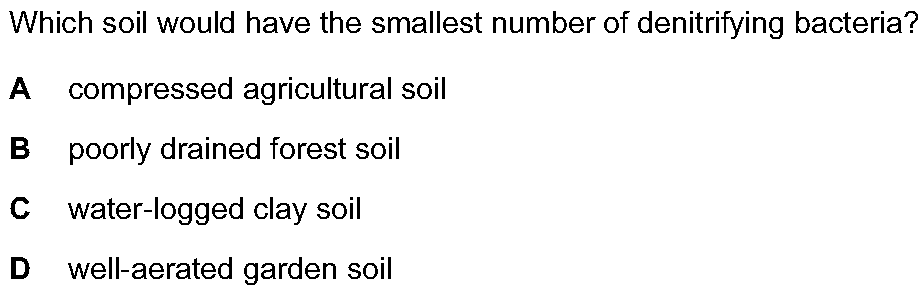 Which soil would have the smallest number of denitrifying bacteria?
A compressed agricultural soil
B poorly drained forest soil
C water-logged clay soil
D well-aerated garden soil